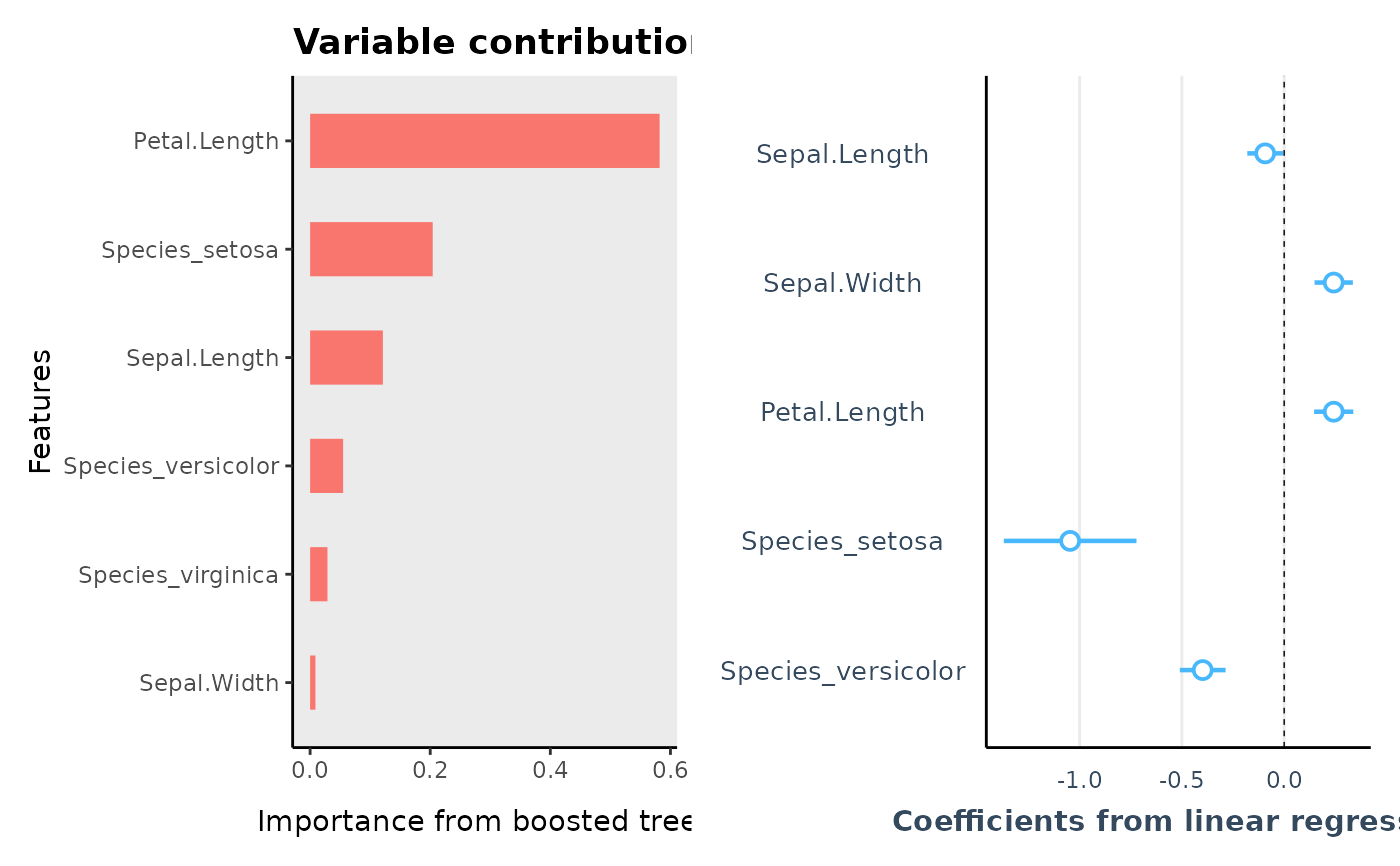 Variable contribution
Petal.Length
Species_setosa
Sepal.Length
Species_versicolor
Species_virginica
Sepal.Width
Features
0.0 0.2 0.4 0.6
Importance from boosted tree
Sepal.Length
Sepal.Width
Petal.Length
Species_setosa
Species_versicolor
-1.0 -0.5 0.0
Coefficients from linear regress